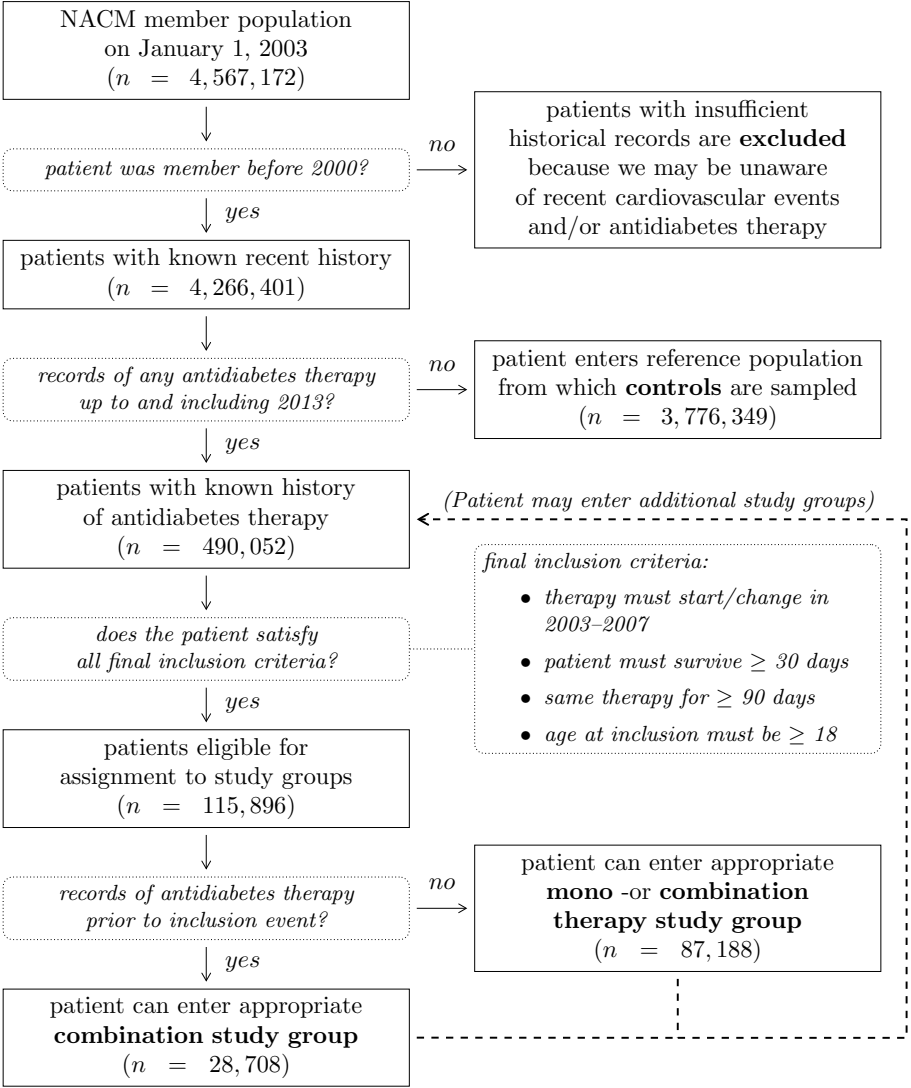 NACM member population
on January 1, 2003
(n = 4, 567, 172)
patient was member before 2000?
no
patients with insufficient
historical records are excluded
because we may be unaware
of recent cardiovascular events
and/or antidiabetes therapy
yes
patients with known recent history
(n = 4, 266, 401)
records of any antidiabetes therapy
up to and including 2013?
no
patient enters reference population
from which controls are sampled
(n = 3, 776, 349)
yes
patients with known history
of antidiabetes therapy
(n = 490, 052)
(Patient may enter additional study groups)
does the patient satisfy
all final inclusion criteria?
final inclusion criteria:
• therapy must start/change in
2003–2007
• patient must survive ≥ 30 days
• same therapy for ≥ 90 days
• age at inclusion must be ≥ 18
yes
patients eligible for
assignment to study groups
(n = 115, 896)
records of antidiabetes therapy
prior to inclusion event?
no
patient can enter appropriate
mono -or combination
therapy study group
(n = 87, 188)
yes
patient can enter appropriate
combination study group
(n = 28, 708)